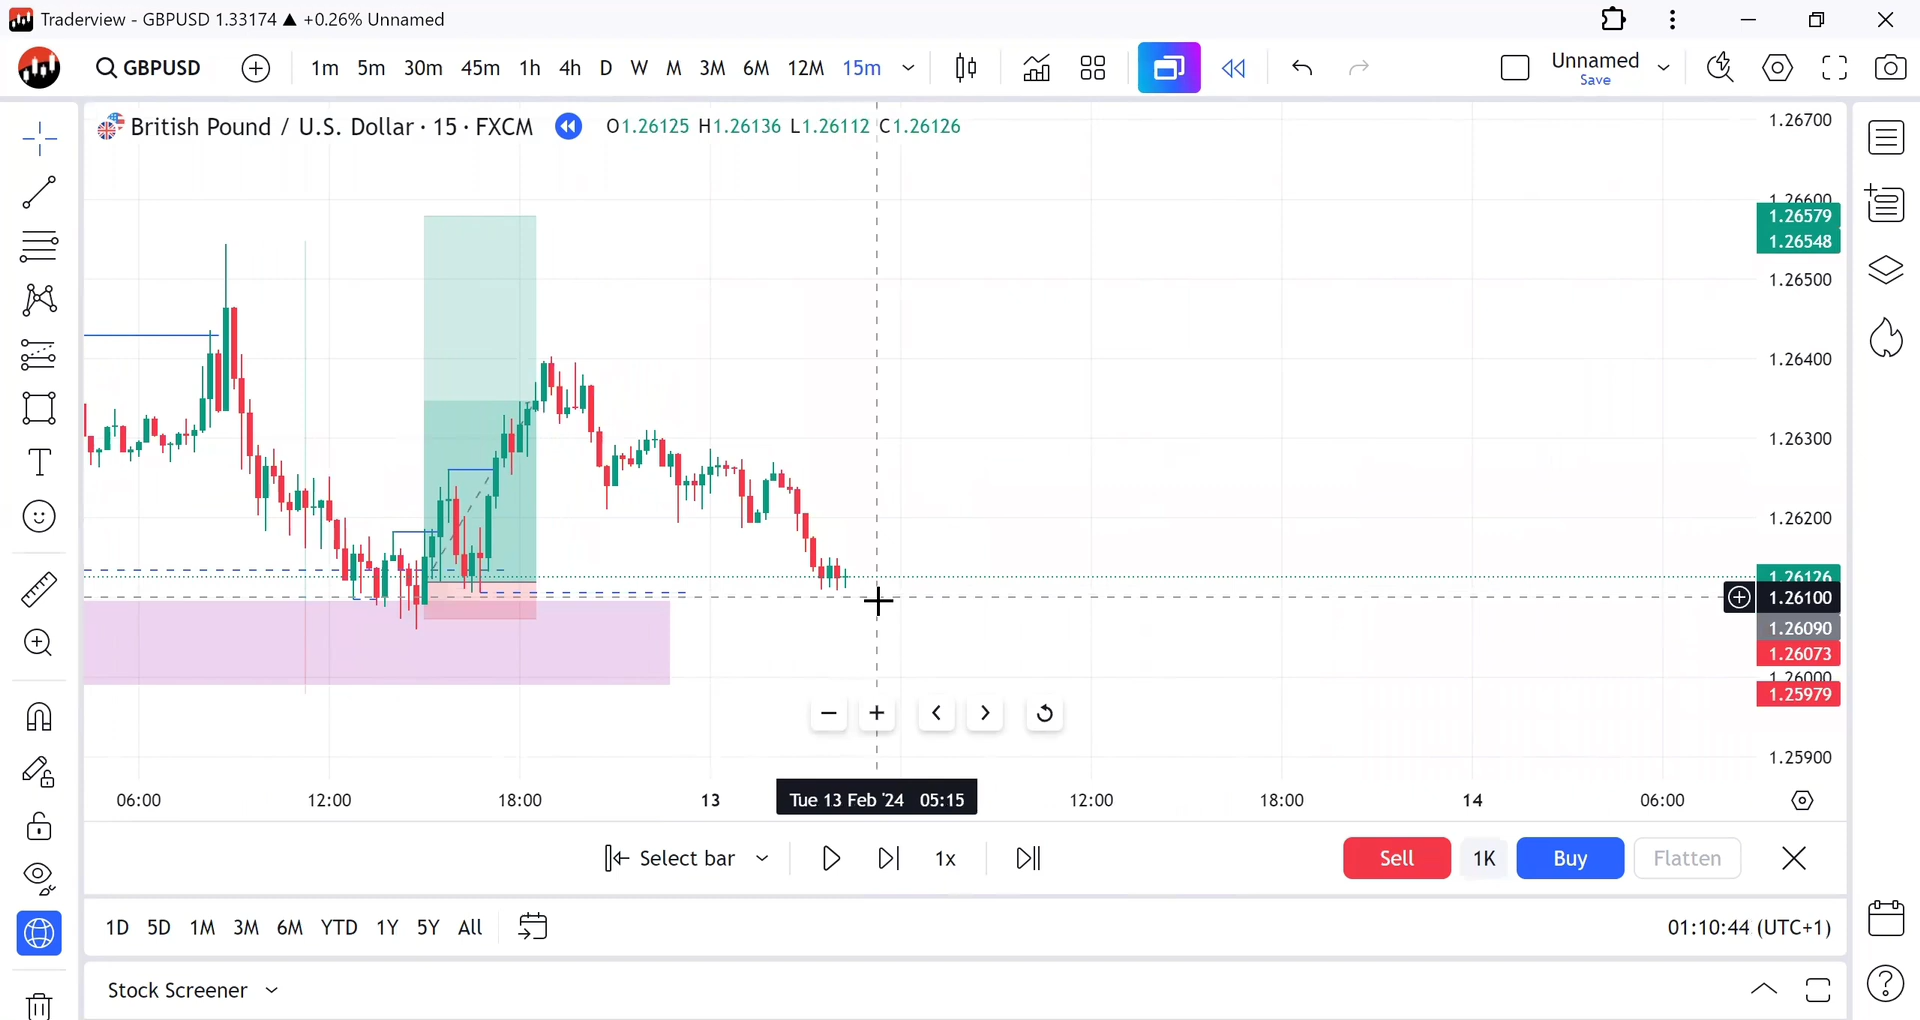 Traderview - GBPUSD 1.33174 ▲ +0.26% Unnamed
GBPUSD 1m 5m 30m 45m 1h 4h D W M 3M 6M 12M 15m Unnamed
Save
British Pound / U.S. Dollar · 15 · FXCM O1.26125 H1.26136 L1.26112 C1.26126
1.26700
1.26600
1.26579
1.26548
1.26500
1.26400
1.26300
1.26200
1.26126
1.26100
1.26090
1.26073
1.26000
1.25979
1.25900
06:00 12:00 18:00 13 Tue 13 Feb '24 05:15 12:00 18:00 14 06:00
Select bar 1x Sell 1K Buy Flatten
1D 5D 1M 3M 6M YTD 1Y 5Y All 01:10:44 (UTC+1)
Stock Screener